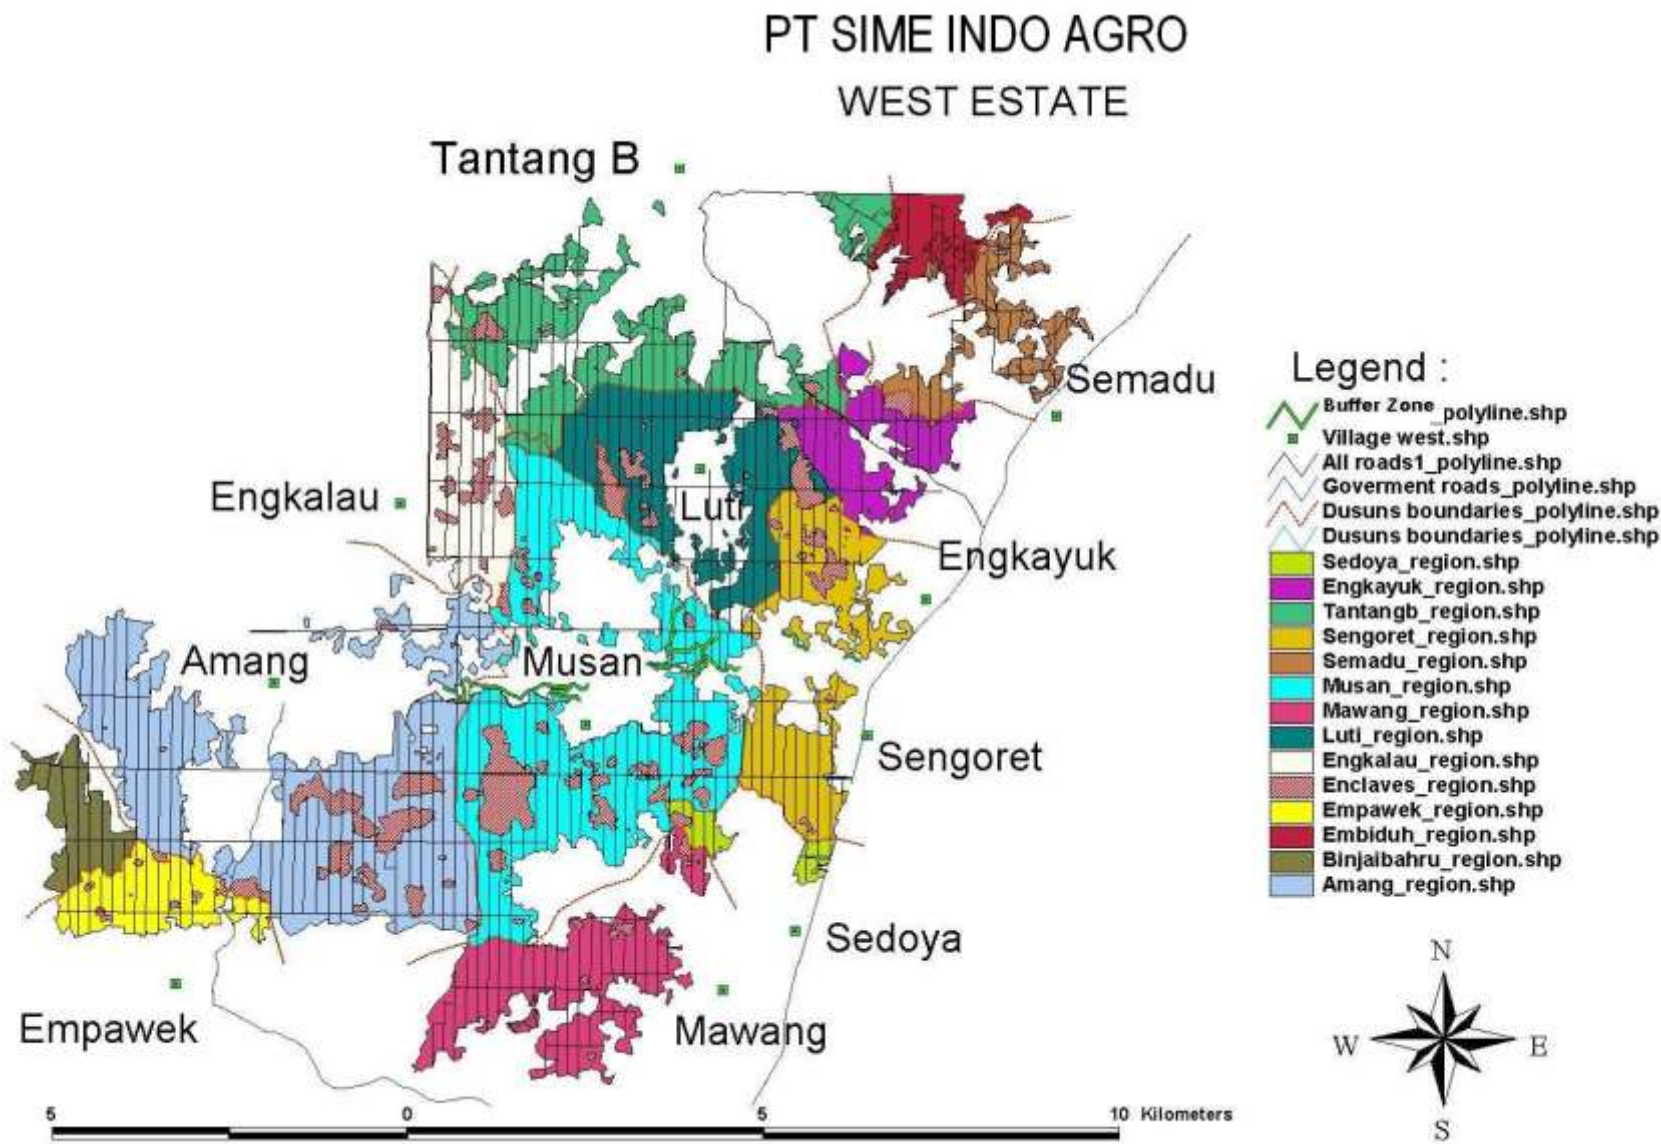 PT SIME INDO AGRO
WEST ESTATE
Tantang B
Semadu
Engkalau
Luti
Engkayuk
Amang
Musan
Sengoret
Sedoya
Empawek
Mawang
Legend :
Buffer Zone_polyline.shp
Village west.shp
All roads1_polyline.shp
Goverment roads_polyline.shp
Dusuns boundaries_polyline.shp
Dusuns boundaries_polyline.shp
Sedoya_region.shp
Engkayuk_region.shp
Tantangb_region.shp
Sengoret_region.shp
Semadu_region.shp
Musan_region.shp
Mawang_region.shp
Luti_region.shp
Engkalau_region.shp
Enclaves_region.shp
Empawek_region.shp
Embiduh_region.shp
Binjaibahru_region.shp
Amang_region.shp
N
W E
S
5 0 5 10 Kilometers